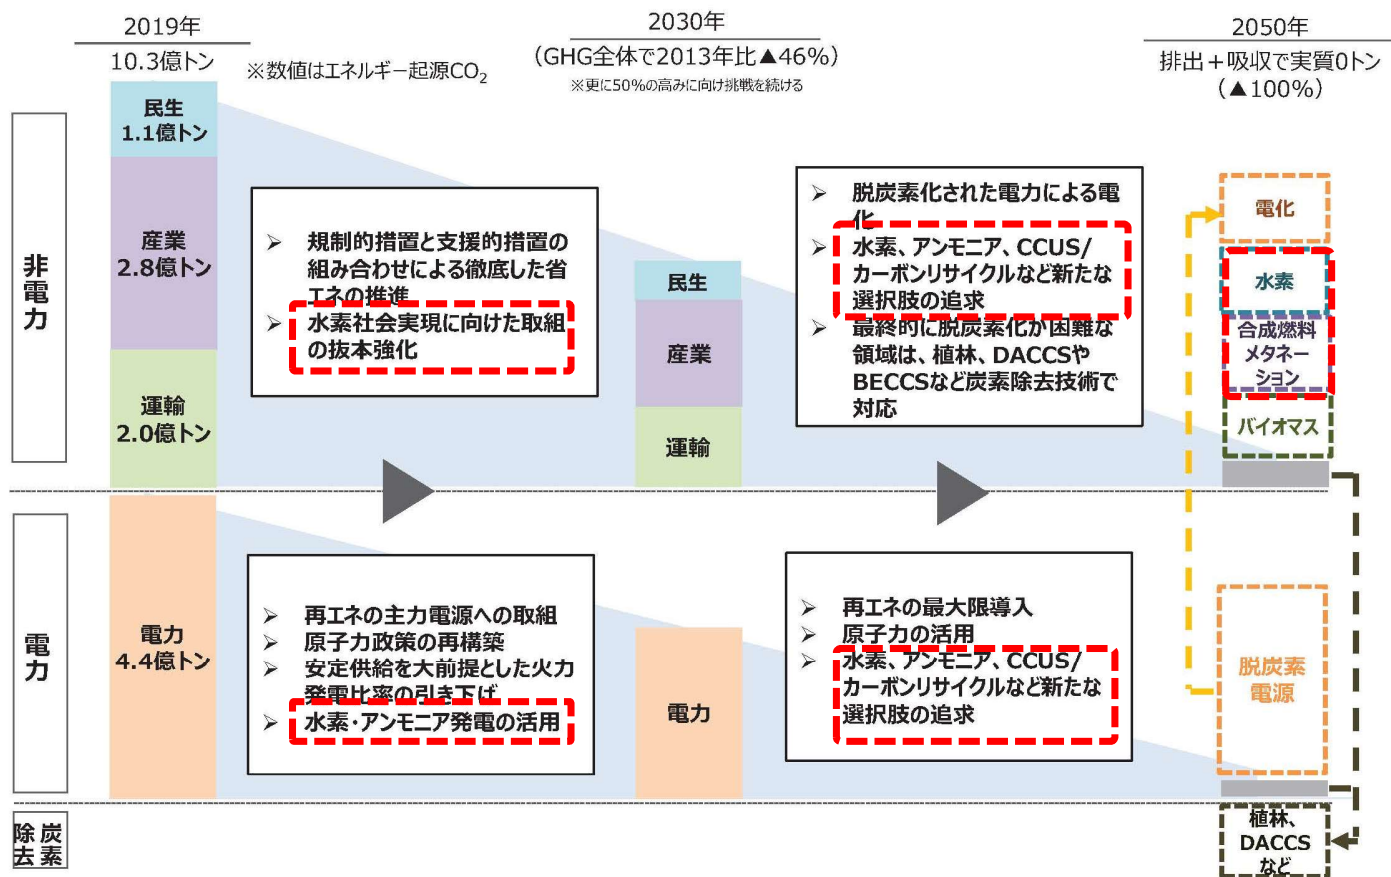 2019年
10.3億トン
※数値はエネルギー起源CO₂
2030年
(GHG全体で2013年比▲46%)
※更に50%の高みに向け挑戦を続ける
2050年
排出+吸収で実質0トン
(▲100%)
非電力
民生
1.1億トン
産業
2.8億トン
運輸
2.0億トン
➢ 規制的措置と支援的措置の
組み合わせによる徹底した省
エネの推進
➢ 水素社会実現に向けた取組
の抜本強化
民生
産業
運輸
➢ 脱炭素化された電力による電
化
➢ 水素、アンモニア、CCUS/
カーボンリサイクルなど新たな
選択肢の追求
➢ 最終的に脱炭素化が困難な
領域は、植林、DACCSや
BECCSなど炭素除去技術で
対応
電化
水素
合成燃料
メタネー
ション
バイオマス
電力
電力
4.4億トン
➢ 再エネの主力電源への取組
➢ 原子力政策の再構築
➢ 安定供給を大前提とした火力
発電比率の引き下げ
➢ 水素・アンモニア発電の活用
電力
➢ 再エネの最大限導入
➢ 原子力の活用
➢ 水素、アンモニア、CCUS/
カーボンリサイクルなど新たな
選択肢の追求
脱炭素
電源
炭素除去
植林、
DACCS
など